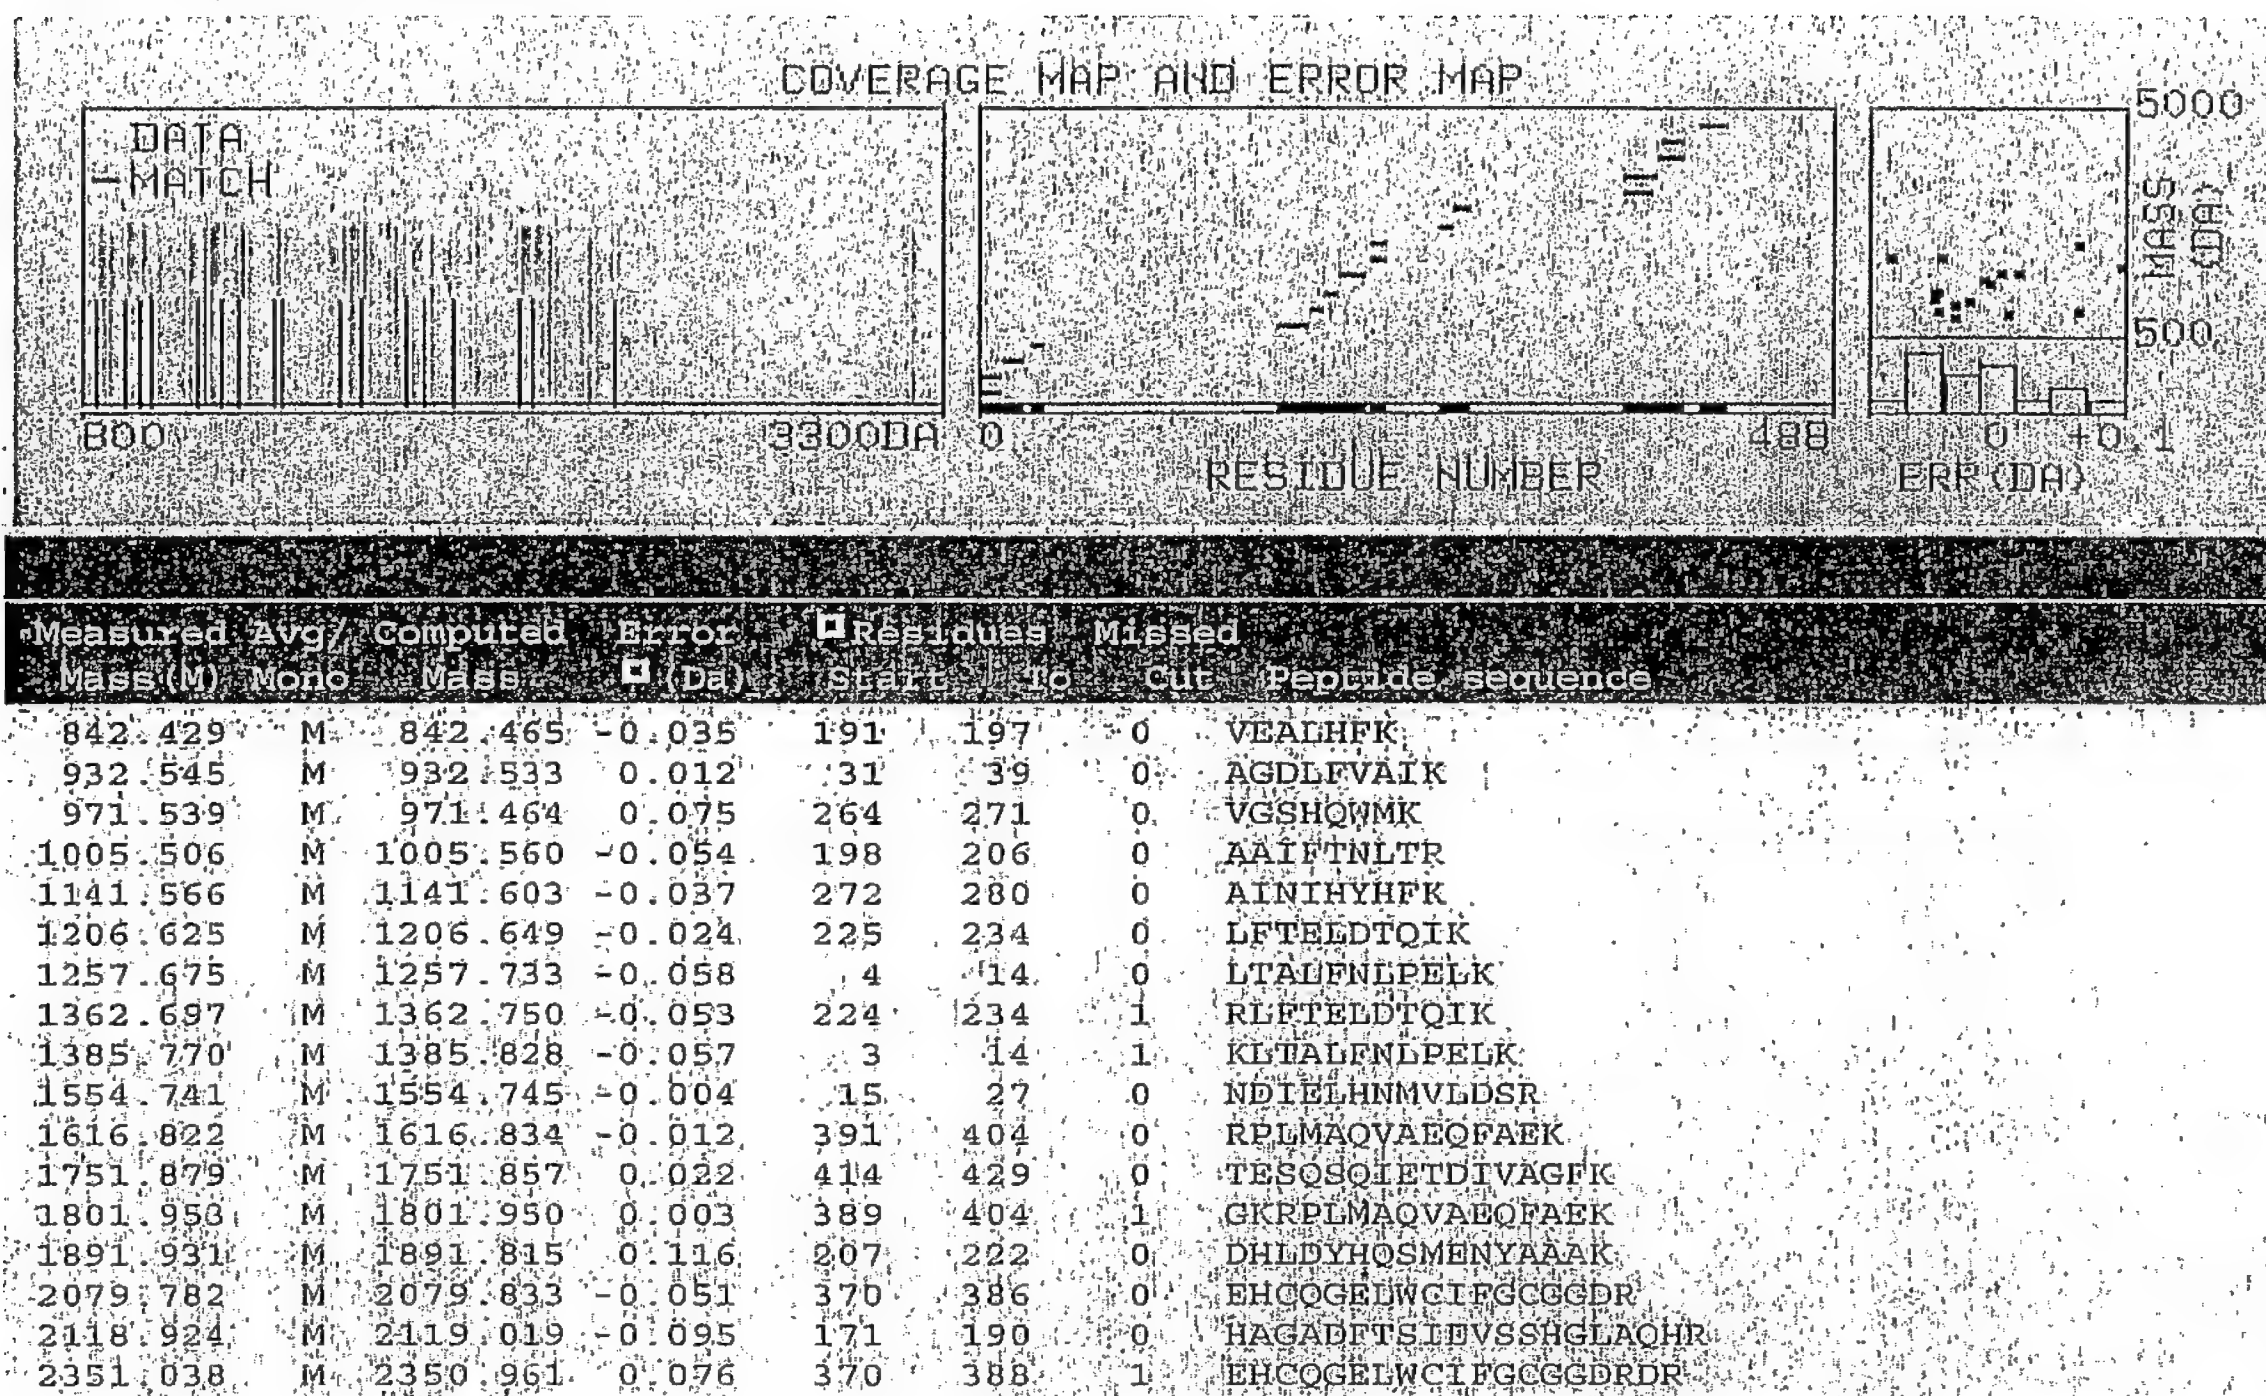 COVERAGE MAP AND ERROR MAP
DATA
MATCH
5000
MASS (DA)
500
800 3300DA 0 488 0 +0.1
RESIDUE NUMBER ERR(DA)
Measured Avg/ Computed Error Residues Missed
Mass(M) Mono Mass (Da) Start To Cut Peptide sequence
842.429 M 842.465 -0.035 191 197 0 VEALHFK
932.545 M 932.533 0.012 31 39 0 AGDLFVAIK
971.539 M 971.464 0.075 264 271 0 VGSHQWMK
1005.506 M 1005.560 -0.054 198 206 0 AAIFTNLTR
1141.566 M 1141.603 -0.037 272 280 0 AINIHYHFK
1206.625 M 1206.649 -0.024 225 234 0 LFTELDTQIK
1257.675 M 1257.733 -0.058 4 14 0 LTALFNLPELK
1362.697 M 1362.750 -0.053 224 234 1 RLFTELDTQIK
1385.770 M 1385.828 -0.057 3 14 1 KLTALFNLPELK
1554.741 M 1554.745 -0.004 15 27 0 NDIELHNMVLDSR
1616.822 M 1616.834 -0.012 391 404 0 RPLMAQVAEQFAEK
1751.879 M 1751.857 0.022 414 429 0 TESQSQIETDIVAGFK
1801.953 M 1801.950 0.003 389 404 1 GKRPLMAQVAEQFAEK
1891.931 M 1891.815 0.116 207 222 0 DHLDYHQSMENYAAAK
2079.782 M 2079.833 -0.051 370 386 0 EHCQGELWCIFGCGGDR
2118.924 M 2119.019 -0.095 171 190 0 HAGADFTSIEVSSHGLAQHR
2351.038 M 2350.961 0.076 370 388 1 EHCQGELWCIFGCGGDRDR